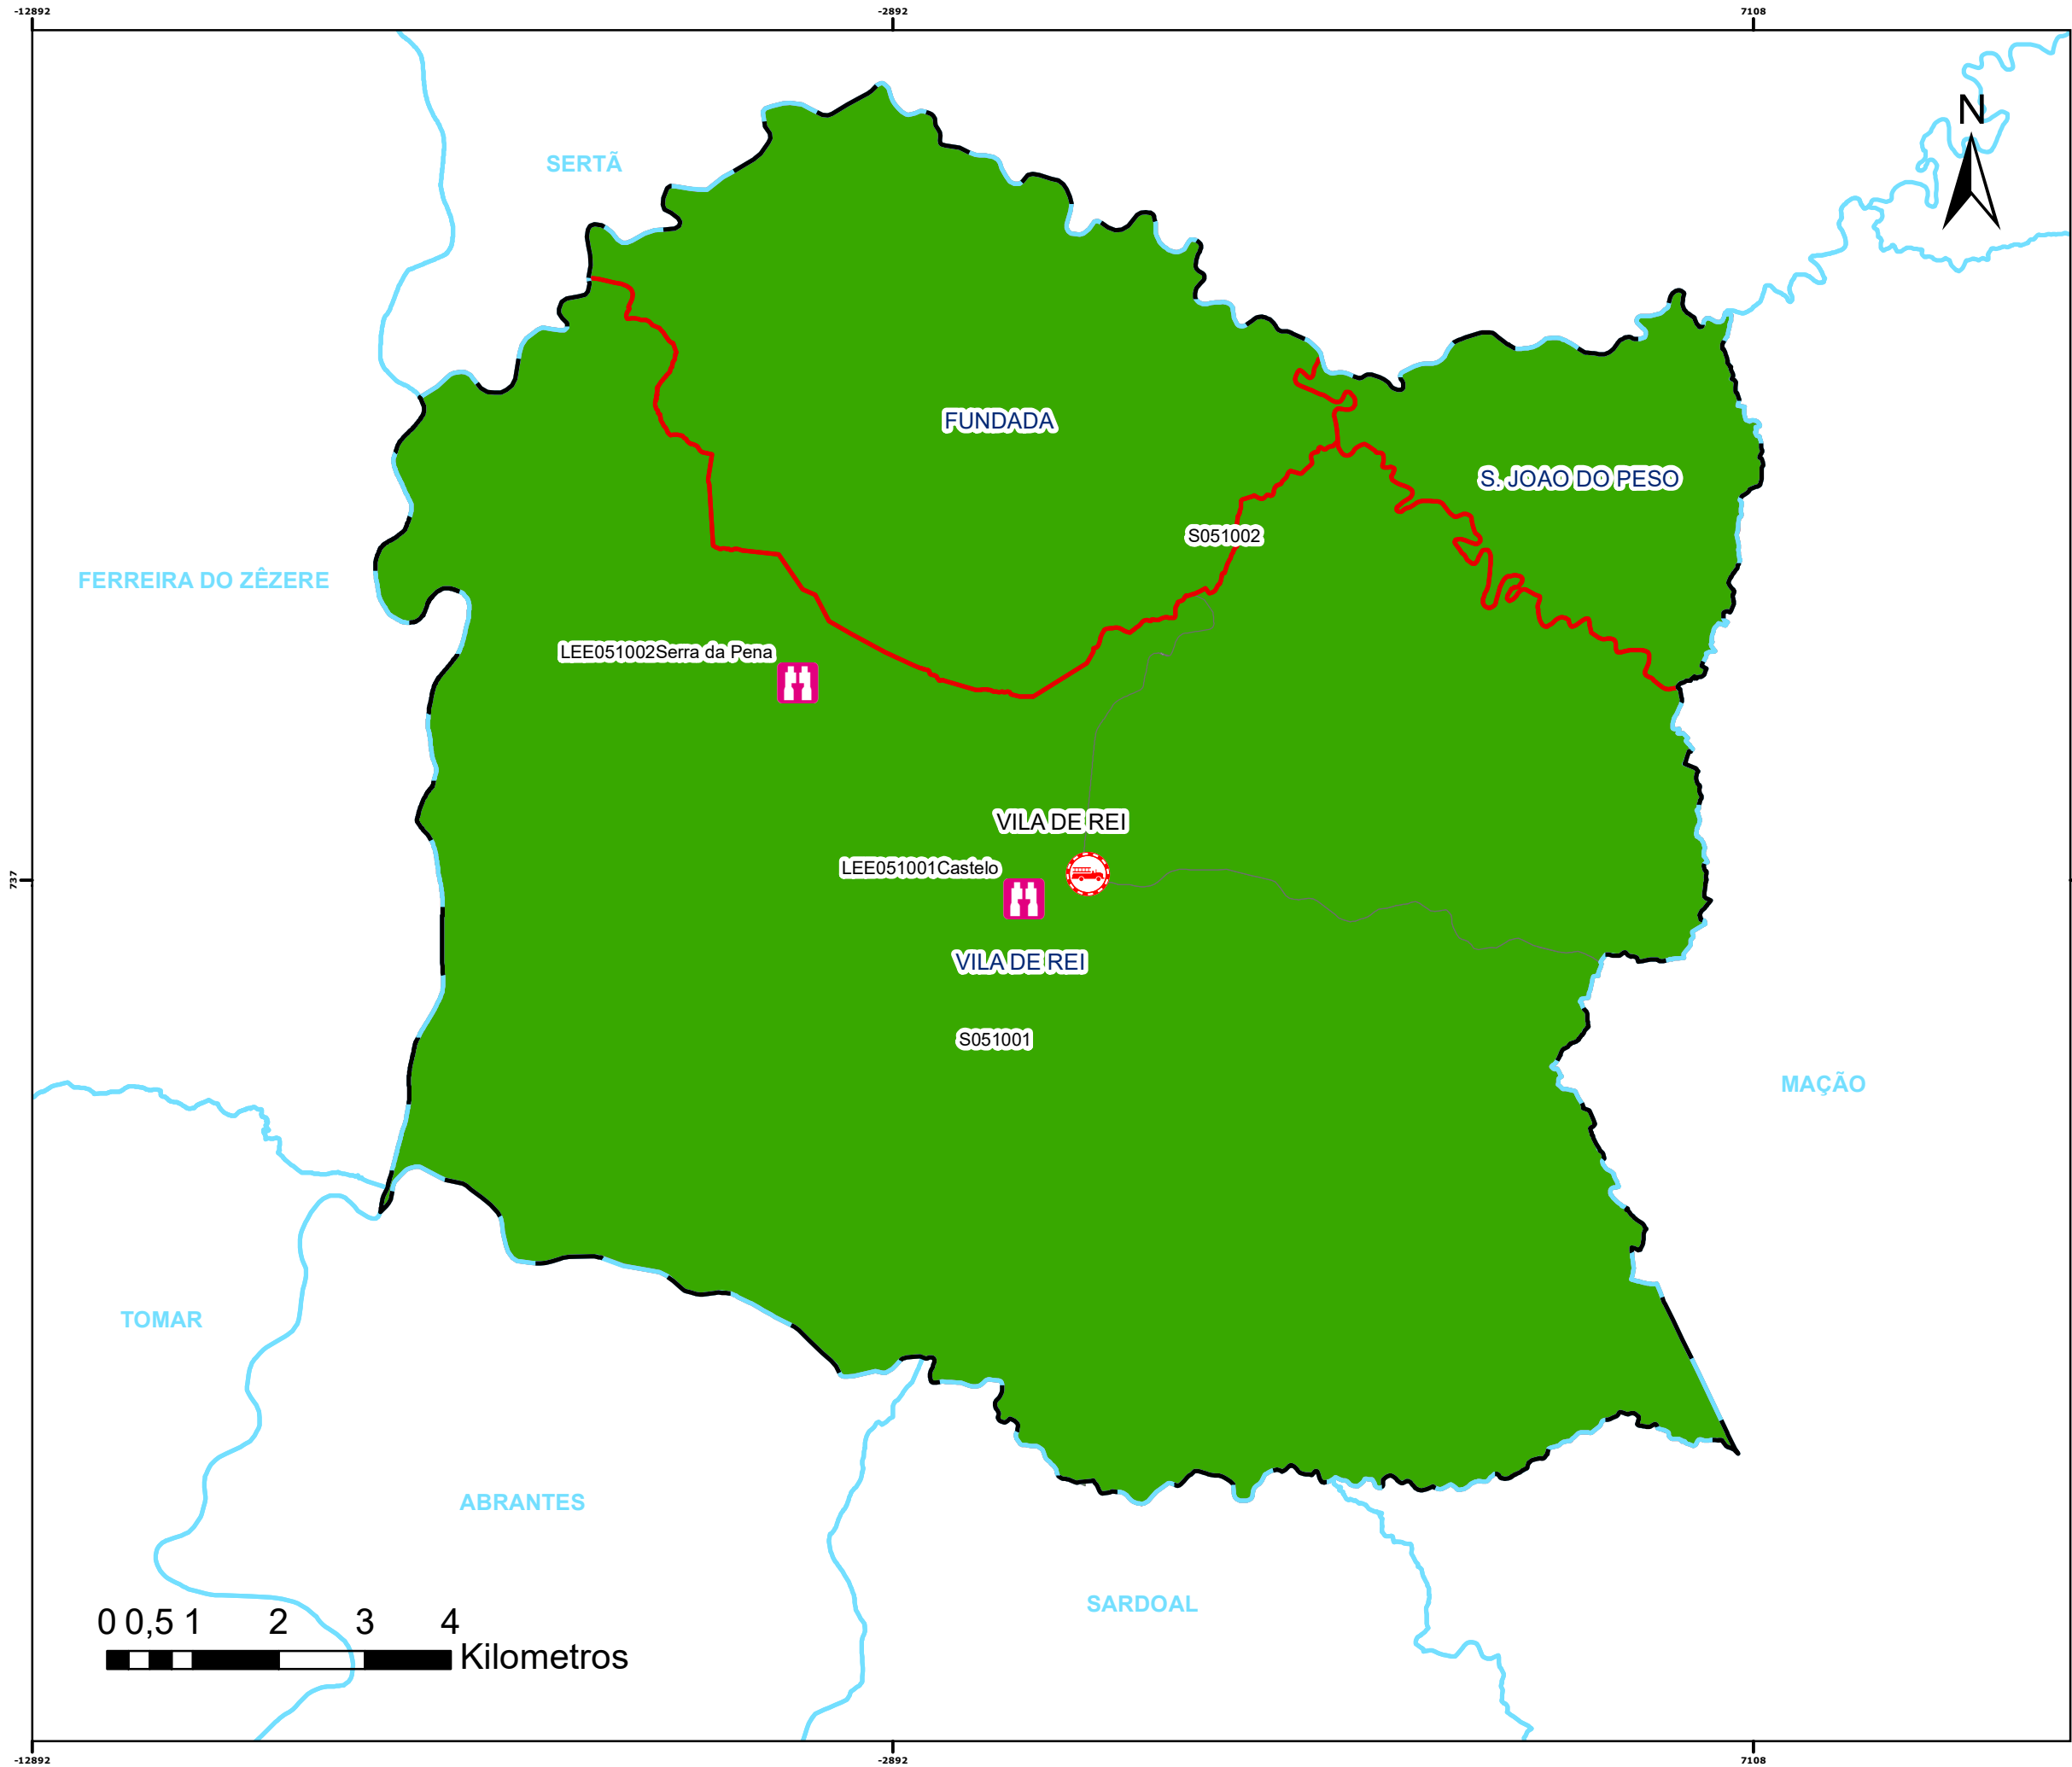 -12892
-2892
7108
N
SERTÃ
FUNDADA
S. JOAO DO PESO
S051002
FERREIRA DO ZÊZERE
LEE051002Serra da Pena
VILA DE REI
LEE051001Castelo
737
VILA DE REI
S051001
MAÇÃO
TOMAR
ABRANTES
SARDOAL
0 0,5 1 2 3 4
Kilometros
-12892
-2892
7108